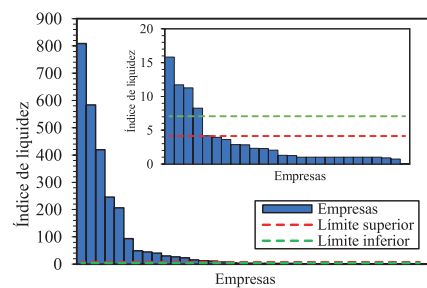 900
800
700
600
500
400
300
200
100
0
Índice de liquidez
Empresas
20
15
10
5
0
Índice de liquidez
Empresas
Empresas
Límite superior
Límite inferior